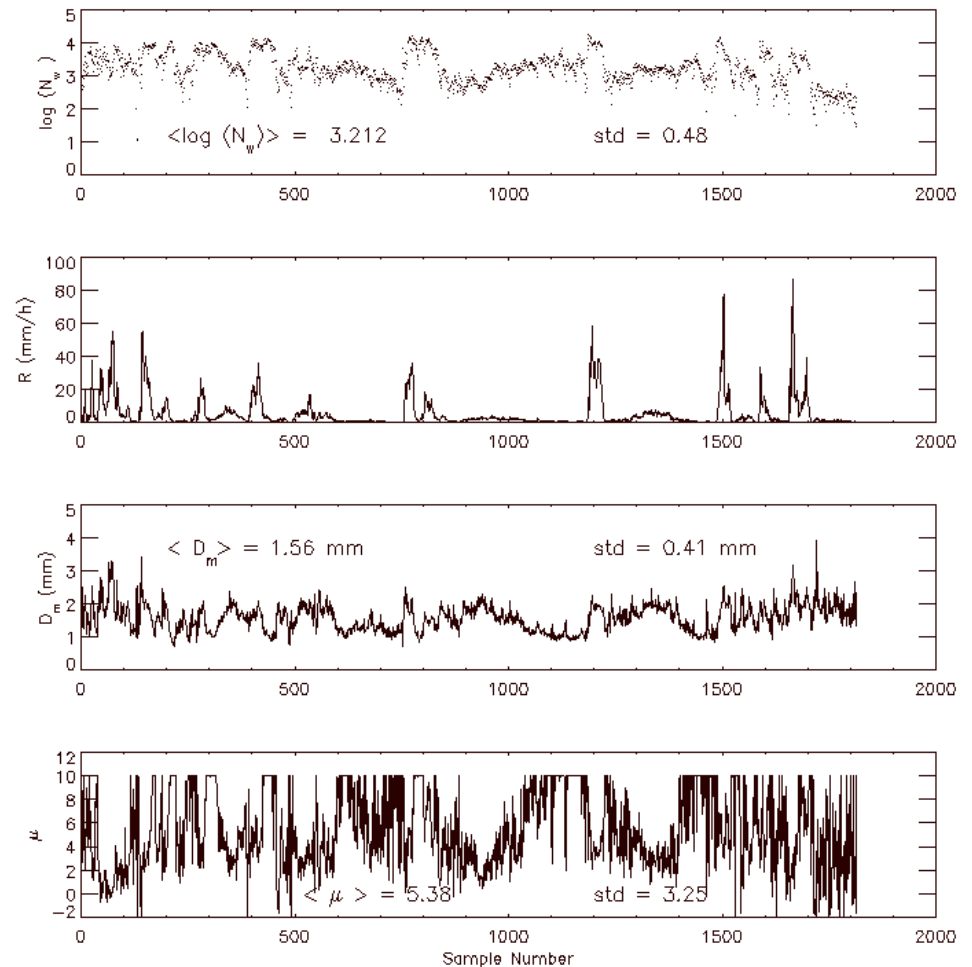 5
4
3
2
1
0
log (N_w)
<log (N_w)> = 3.212 std = 0.48
0 500 1000 1500 2000
100
80
60
40
20
0
R (mm/h)
0 500 1000 1500 2000
5
4
3
2
1
0
D_m (mm)
< D_m> = 1.56 mm std = 0.41 mm
0 500 1000 1500 2000
12
10
8
6
4
2
0
-2
μ
< μ > = 5.38 std = 3.25
0 500 1000 1500 2000
Sample Number